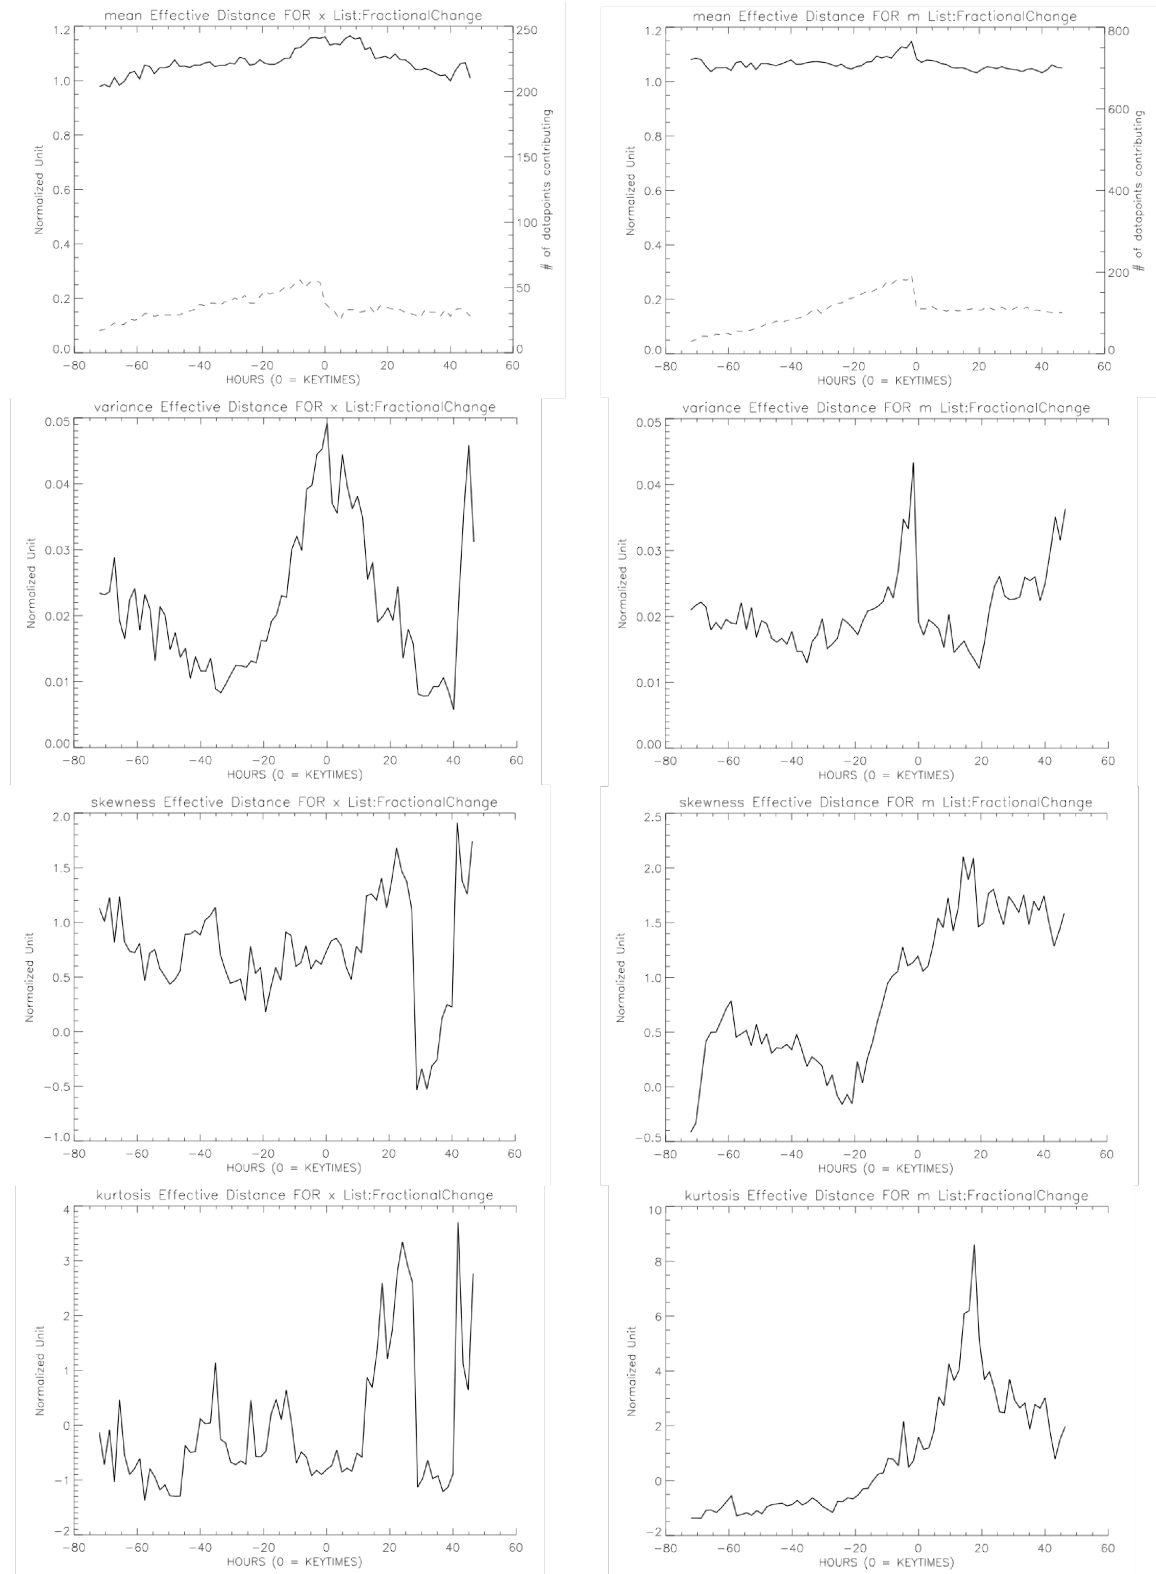 mean Effective Distance FOR x List:FractionalChange
1.2
1.0
0.8
0.6
0.4
0.2
0.0
Normalized Unit
250
200
150
100
50
0
# of datapoints contributing
-80 -60 -40 -20 0 20 40 60
HOURS (0 = KEYTIMES)
mean Effective Distance FOR m List:FractionalChange
1.2
1.0
0.8
0.6
0.4
0.2
0.0
Normalized Unit
800
600
400
200
0
# of datapoints contributing
-80 -60 -40 -20 0 20 40 60
HOURS (0 = KEYTIMES)
variance Effective Distance FOR x List:FractionalChange
0.05
0.04
0.03
0.02
0.01
0.00
Normalized Unit
-80 -60 -40 -20 0 20 40 60
HOURS (0 = KEYTIMES)
variance Effective Distance FOR m List:FractionalChange
0.05
0.04
0.03
0.02
0.01
0.00
Normalized Unit
-80 -60 -40 -20 0 20 40 60
HOURS (0 = KEYTIMES)
skewness Effective Distance FOR x List:FractionalChange
2.0
1.5
1.0
0.5
0.0
-0.5
-1.0
Normalized Unit
-80 -60 -40 -20 0 20 40 60
HOURS (0 = KEYTIMES)
skewness Effective Distance FOR m List:FractionalChange
2.5
2.0
1.5
1.0
0.5
0.0
-0.5
Normalized Unit
-80 -60 -40 -20 0 20 40 60
HOURS (0 = KEYTIMES)
kurtosis Effective Distance FOR x List:FractionalChange
4
3
2
1
0
-1
-2
Normalized Unit
-80 -60 -40 -20 0 20 40 60
HOURS (0 = KEYTIMES)
kurtosis Effective Distance FOR m List:FractionalChange
10
8
6
4
2
0
-2
Normalized Unit
-80 -60 -40 -20 0 20 40 60
HOURS (0 = KEYTIMES)